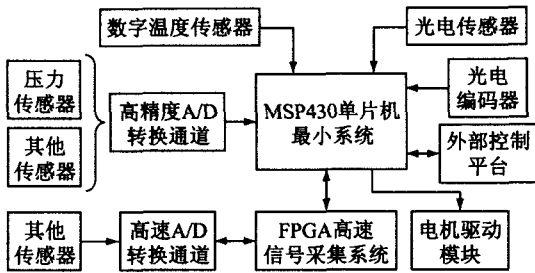 数字温度传感器
光电传感器
压力
传感器
其他
传感器
高精度A/D
转换通道
MSP430单片机
最小系统
光电
编码器
外部控制
平台
其他
传感器
高速A/D
转换通道
FPGA高速
信号采集系统
电机驱动
模块